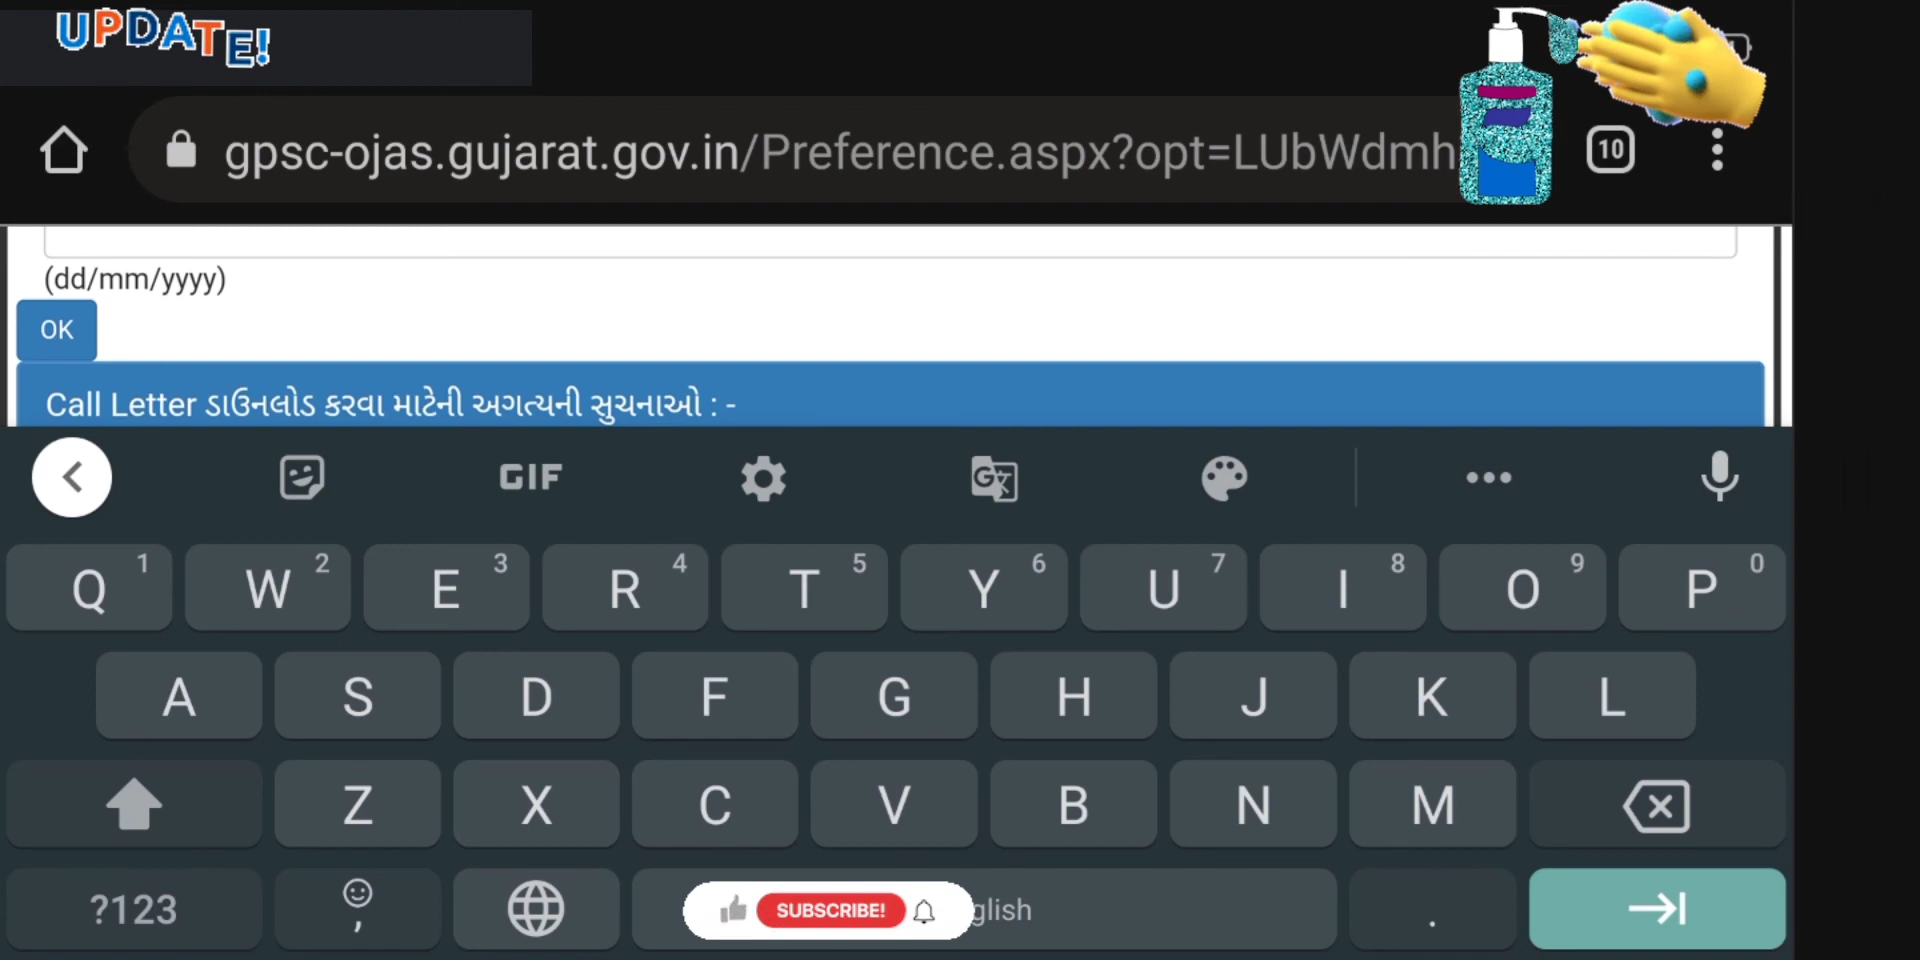 UPDATE!
gpsc-ojas.gujarat.gov.in/Preference.aspx?opt=LUbWdmh
10
(dd/mm/yyyy)
OK
Call Letter ડાઉનલોડ કરવા માટેની અગત્યની સુચનાઓ : -
GIF
Q 1 W 2 E 3 R 4 T 5 Y 6 U 7 I 8 O 9 P 0
A S D F G H J K L
Z X C V B N M
?123 , SUBSCRIBE! glish .